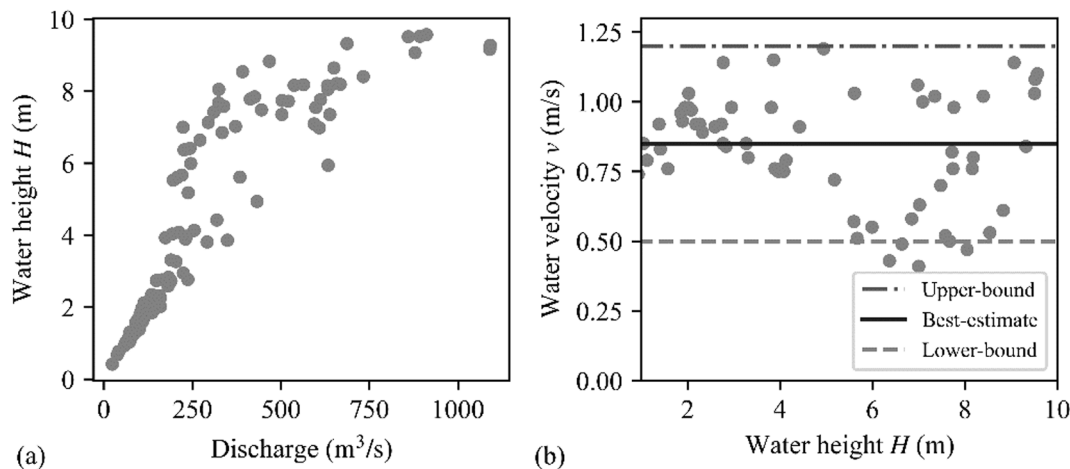 (a)
Water height H (m)
10
8
6
4
2
0
0 250 500 750 1000
Discharge (m³/s)
(b)
Water velocity v (m/s)
1.25
1.00
0.75
0.50
0.25
0.00
Upper-bound
Best-estimate
Lower-bound
2 4 6 8 10
Water height H (m)